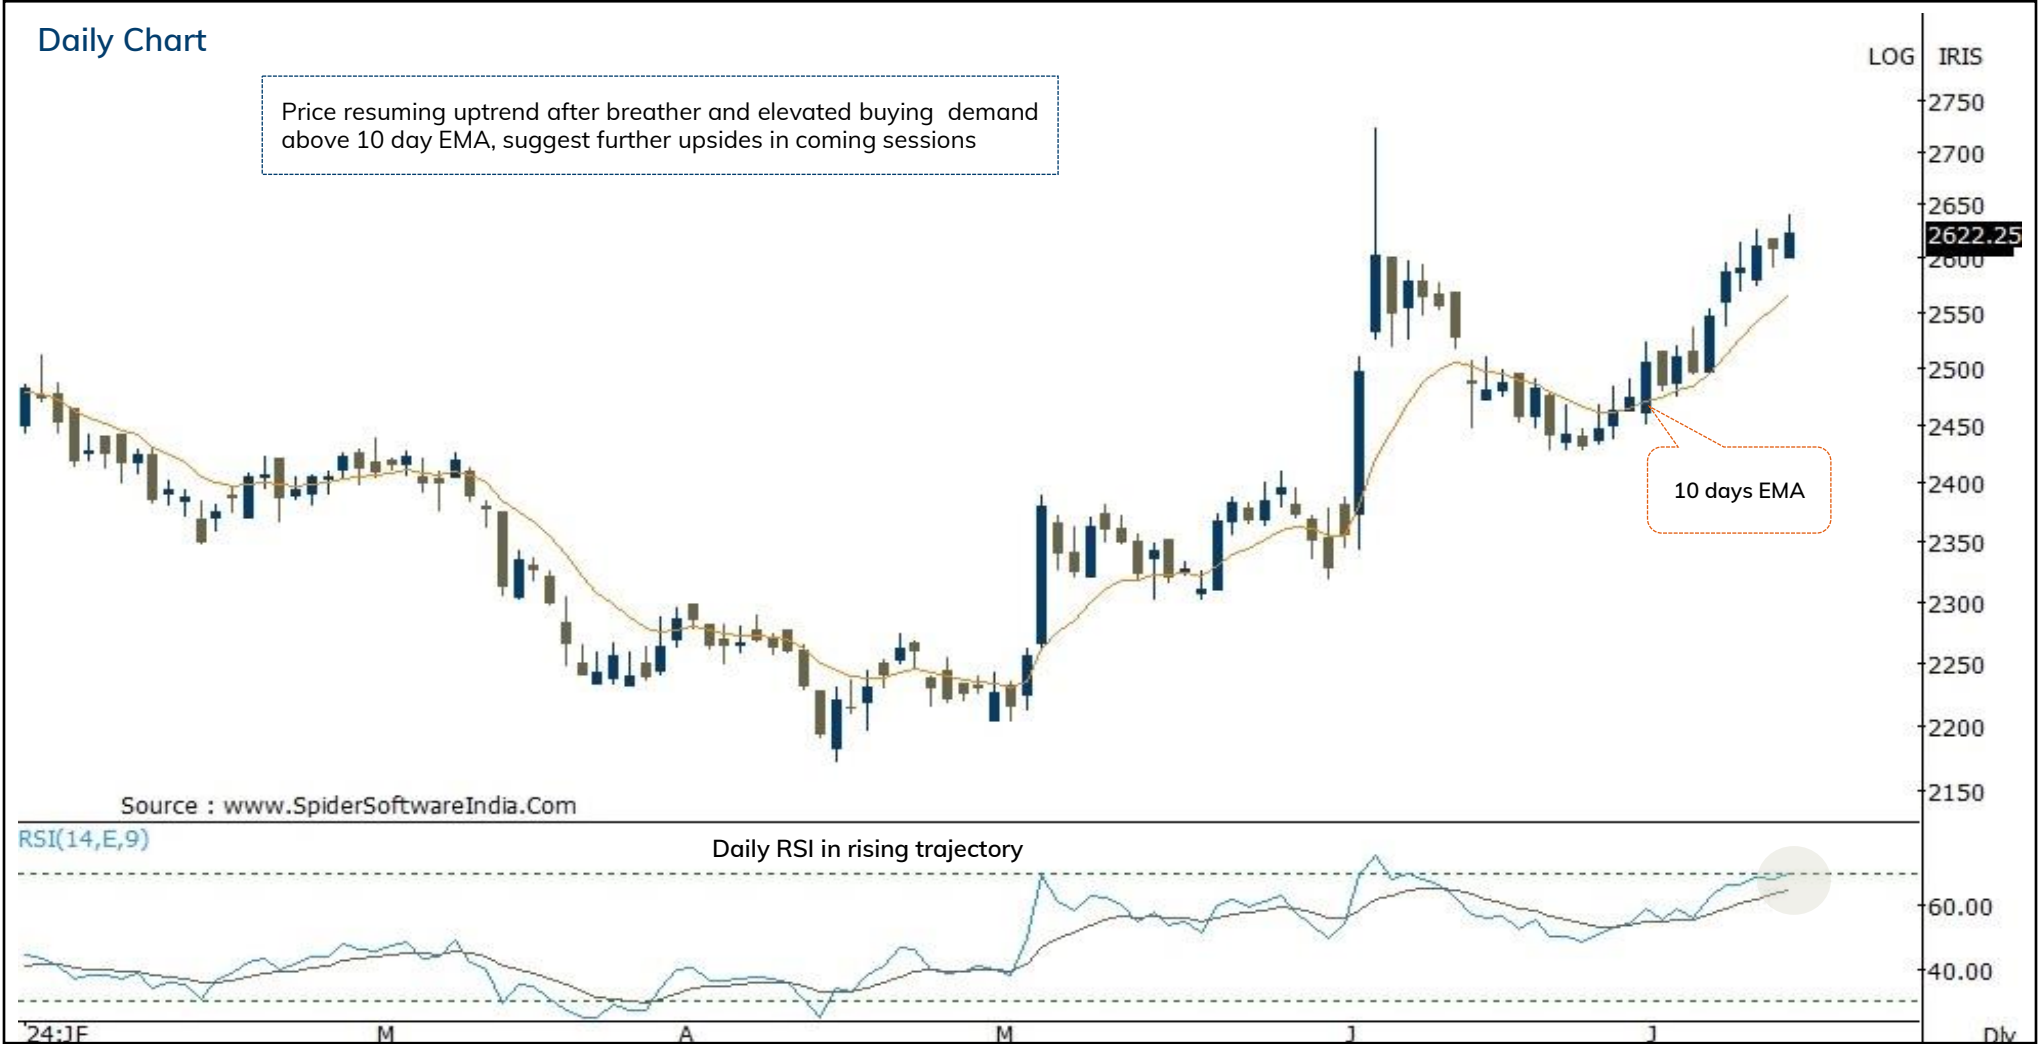 Daily Chart
LOG IRIS
Price resuming uptrend after breather and elevated buying  demand
above 10 day EMA, suggest further upsides in coming sessions
2750
2700
2650
2622.25
2600
2550
2500
2450
10 days EMA
2400
2350
2300
2250
2200
2150
Source : www.SpiderSoftwareIndia.Com
RSI(14,E,9)
Daily RSI in rising trajectory
60.00
40.00
24:JF M A M J J Dly